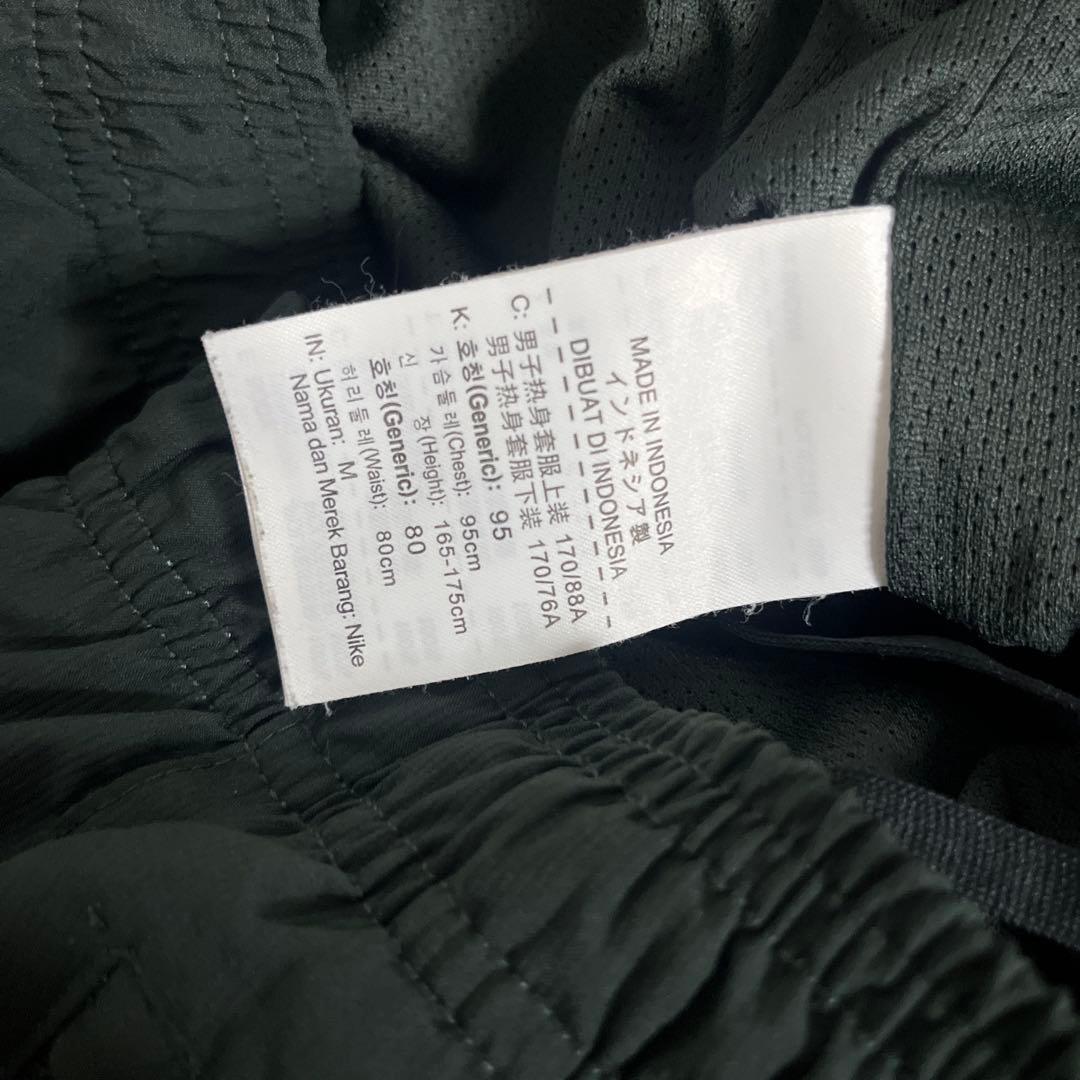 MADE IN INDONESIA
インドネシア製
DIBUAT DI INDONESIA
C: 男子热身套服上装 170/88A
男子热身套服下装 170/76A
K: 호칭(Generic): 95
가슴둘레(Chest): 95cm
장(Height): 165-175cm
신
호칭(Generic): 80
허리둘레(Waist): 80cm
IN: Ukuran: M
Nama dan Merek Barang: Nike